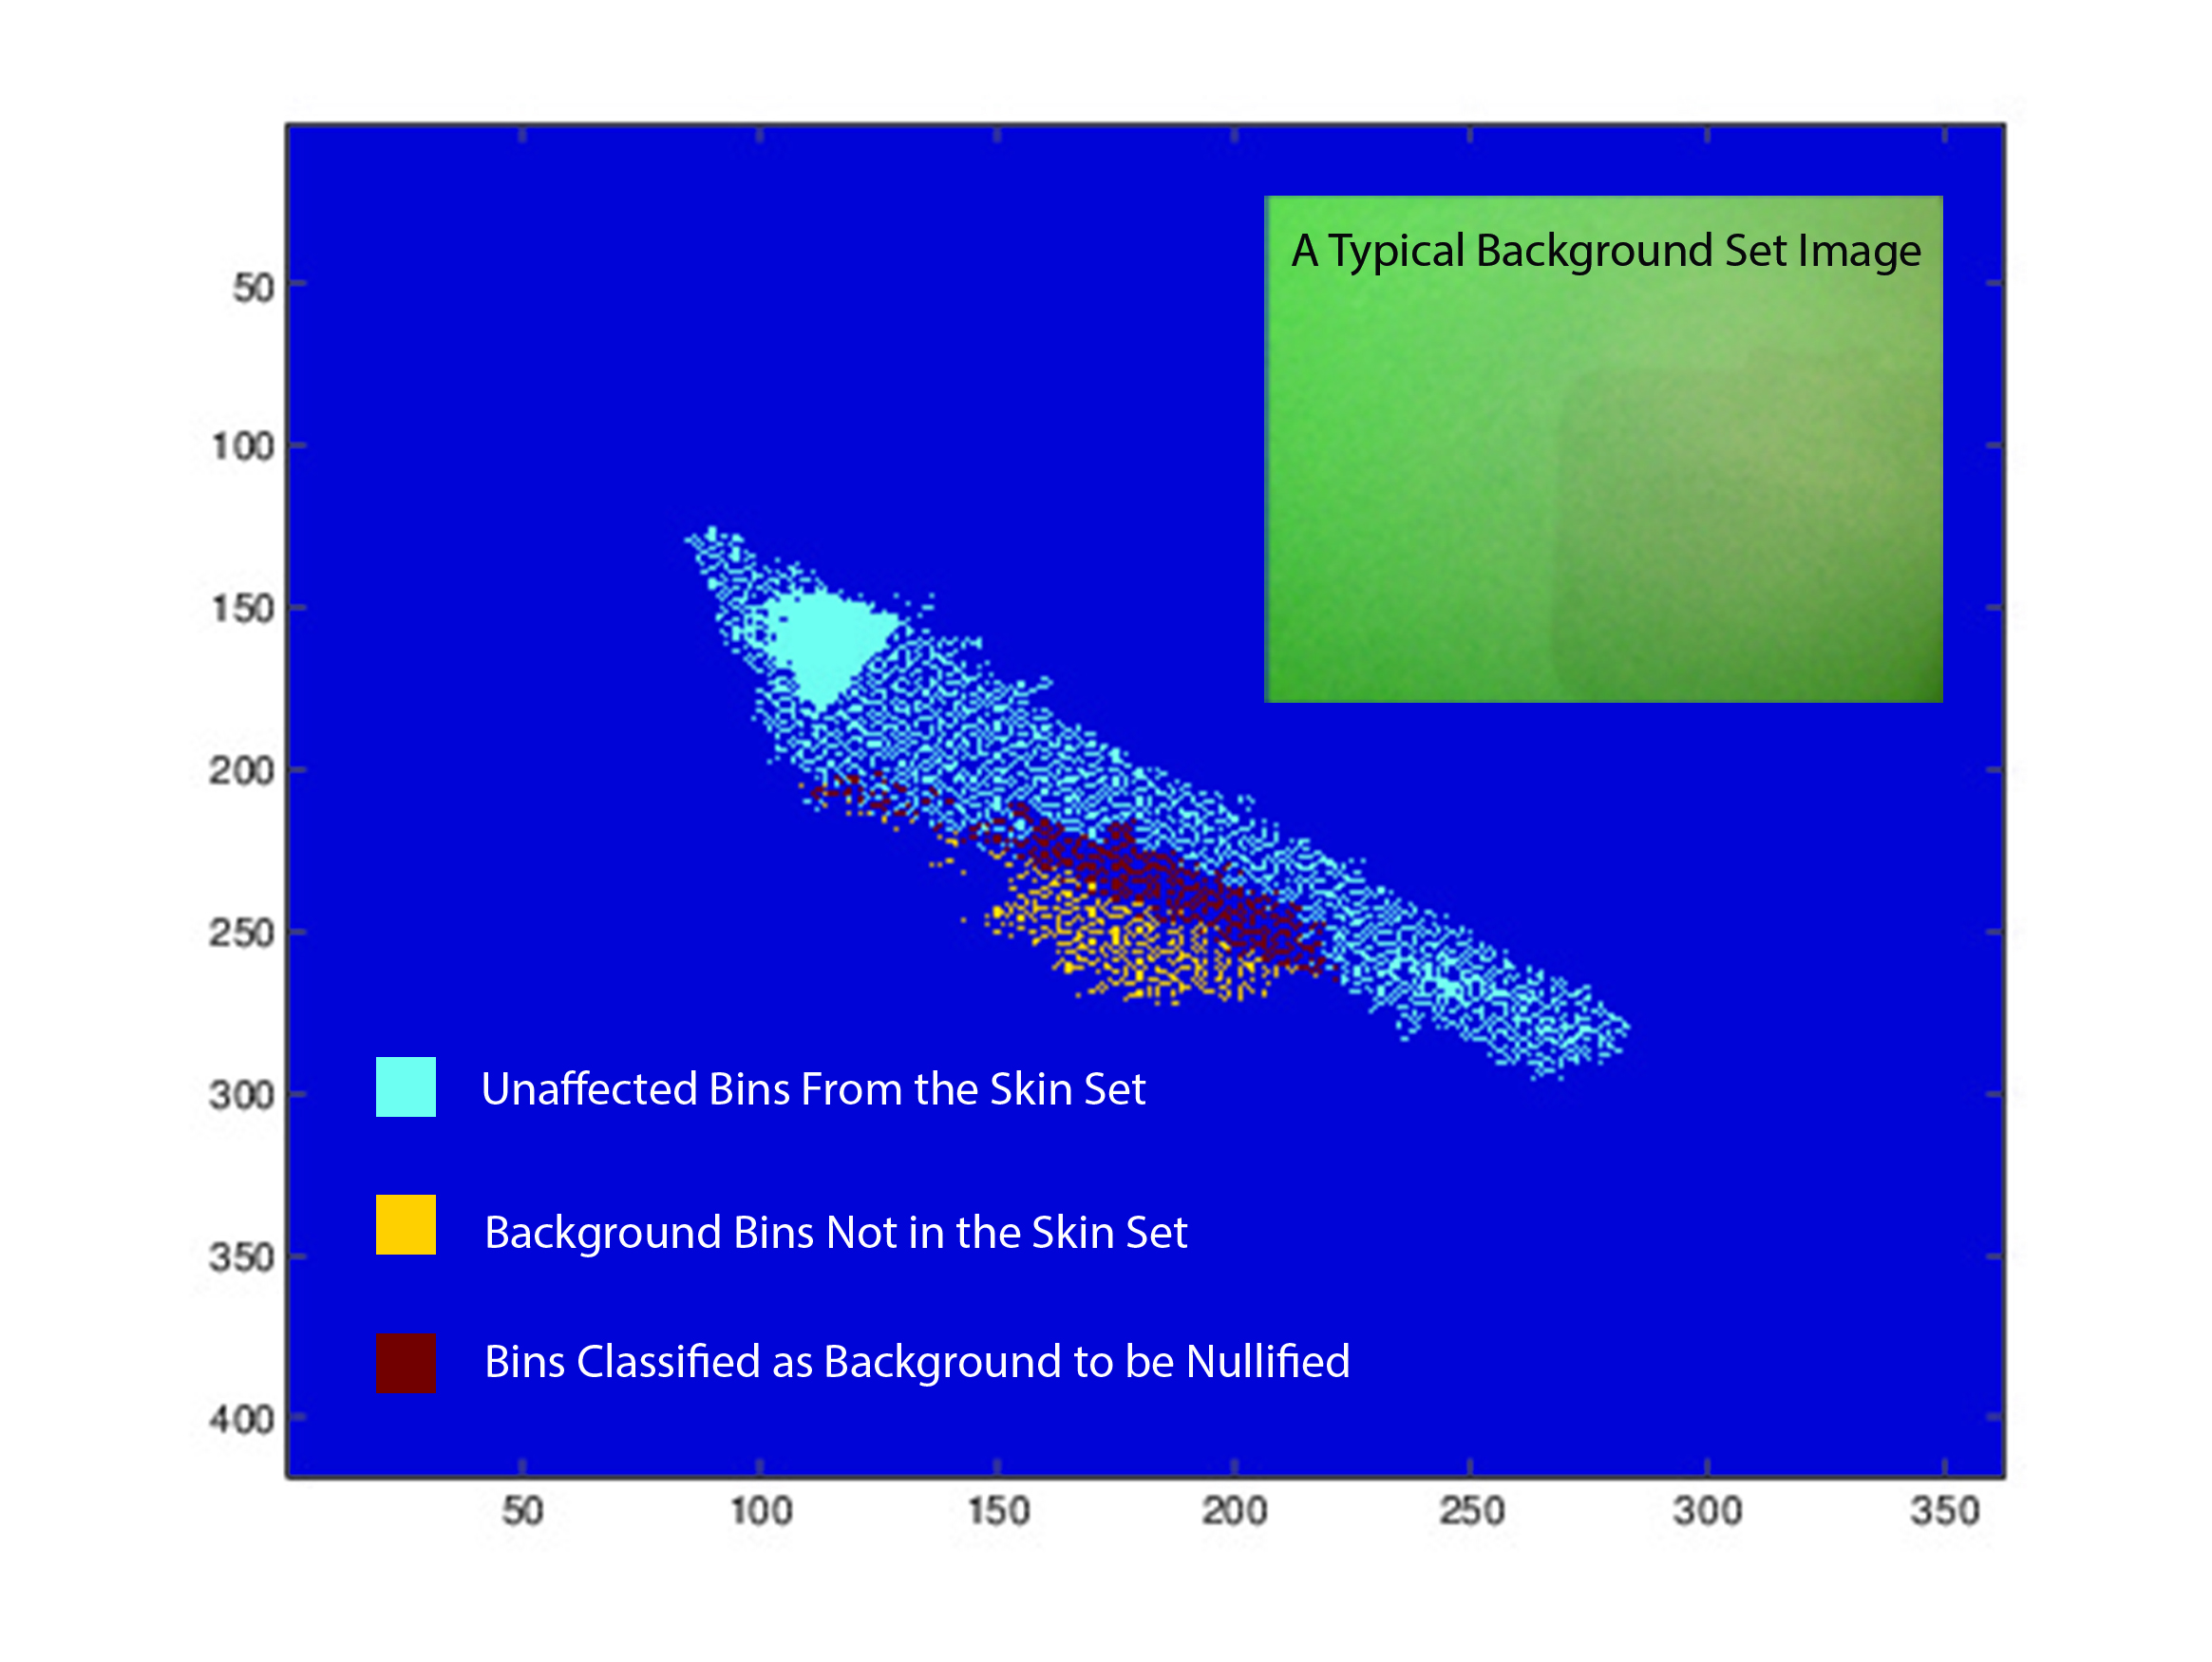 A Typical Background Set Image
50
100
150
200
250
300
350
400
Unaffected Bins From the Skin Set
Background Bins Not in the Skin Set
Bins Classified as Background to be Nullified
50 100 150 200 250 300 350